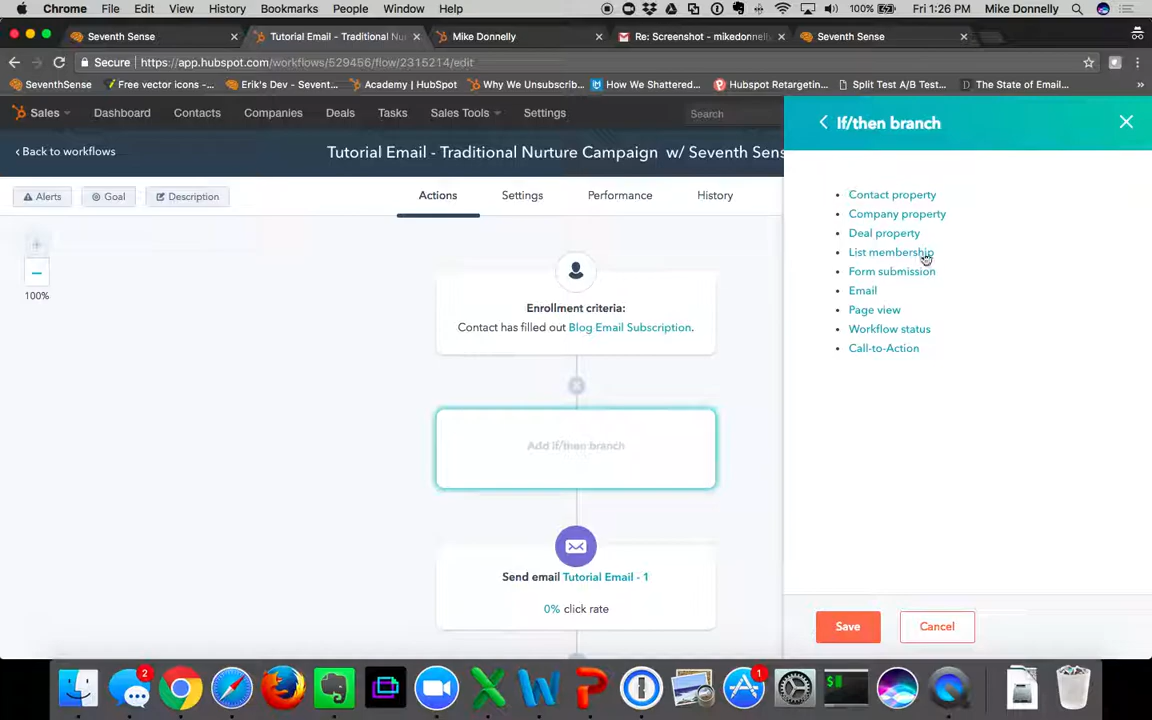 Chrome File Edit View History Bookmarks People Window Help 100% Fri 1:26 PM Mike Donnelly
Seventh Sense Tutorial Email - Traditional Nu Mike Donnelly Re: Screenshot - mikedonnelly Seventh Sense
Secure https://app.hubspot.com/workflows/529456/flow/2315214/edit
SeventhSense Free vector icons -... Erik's Dev - Sevent... Academy | HubSpot Why We Unsubscrib... How We Shattered... Hubspot Retargetin... Split Test A/B Test... The State of Email... »
Sales Dashboard Contacts Companies Deals Tasks Sales Tools Settings Search
If/then branch
Back to workflows Tutorial Email - Traditional Nurture Campaign w/ Seventh Sens
Alerts Goal Description Actions Settings Performance History
• Contact property
• Company property
• Deal property
• List membership
• Form submission
• Email
• Page view
• Workflow status
• Call-to-Action
100%
Enrollment criteria:
Contact has filled out Blog Email Subscription.
Add if/then branch
Send email Tutorial Email - 1
0% click rate
Save Cancel
2
1